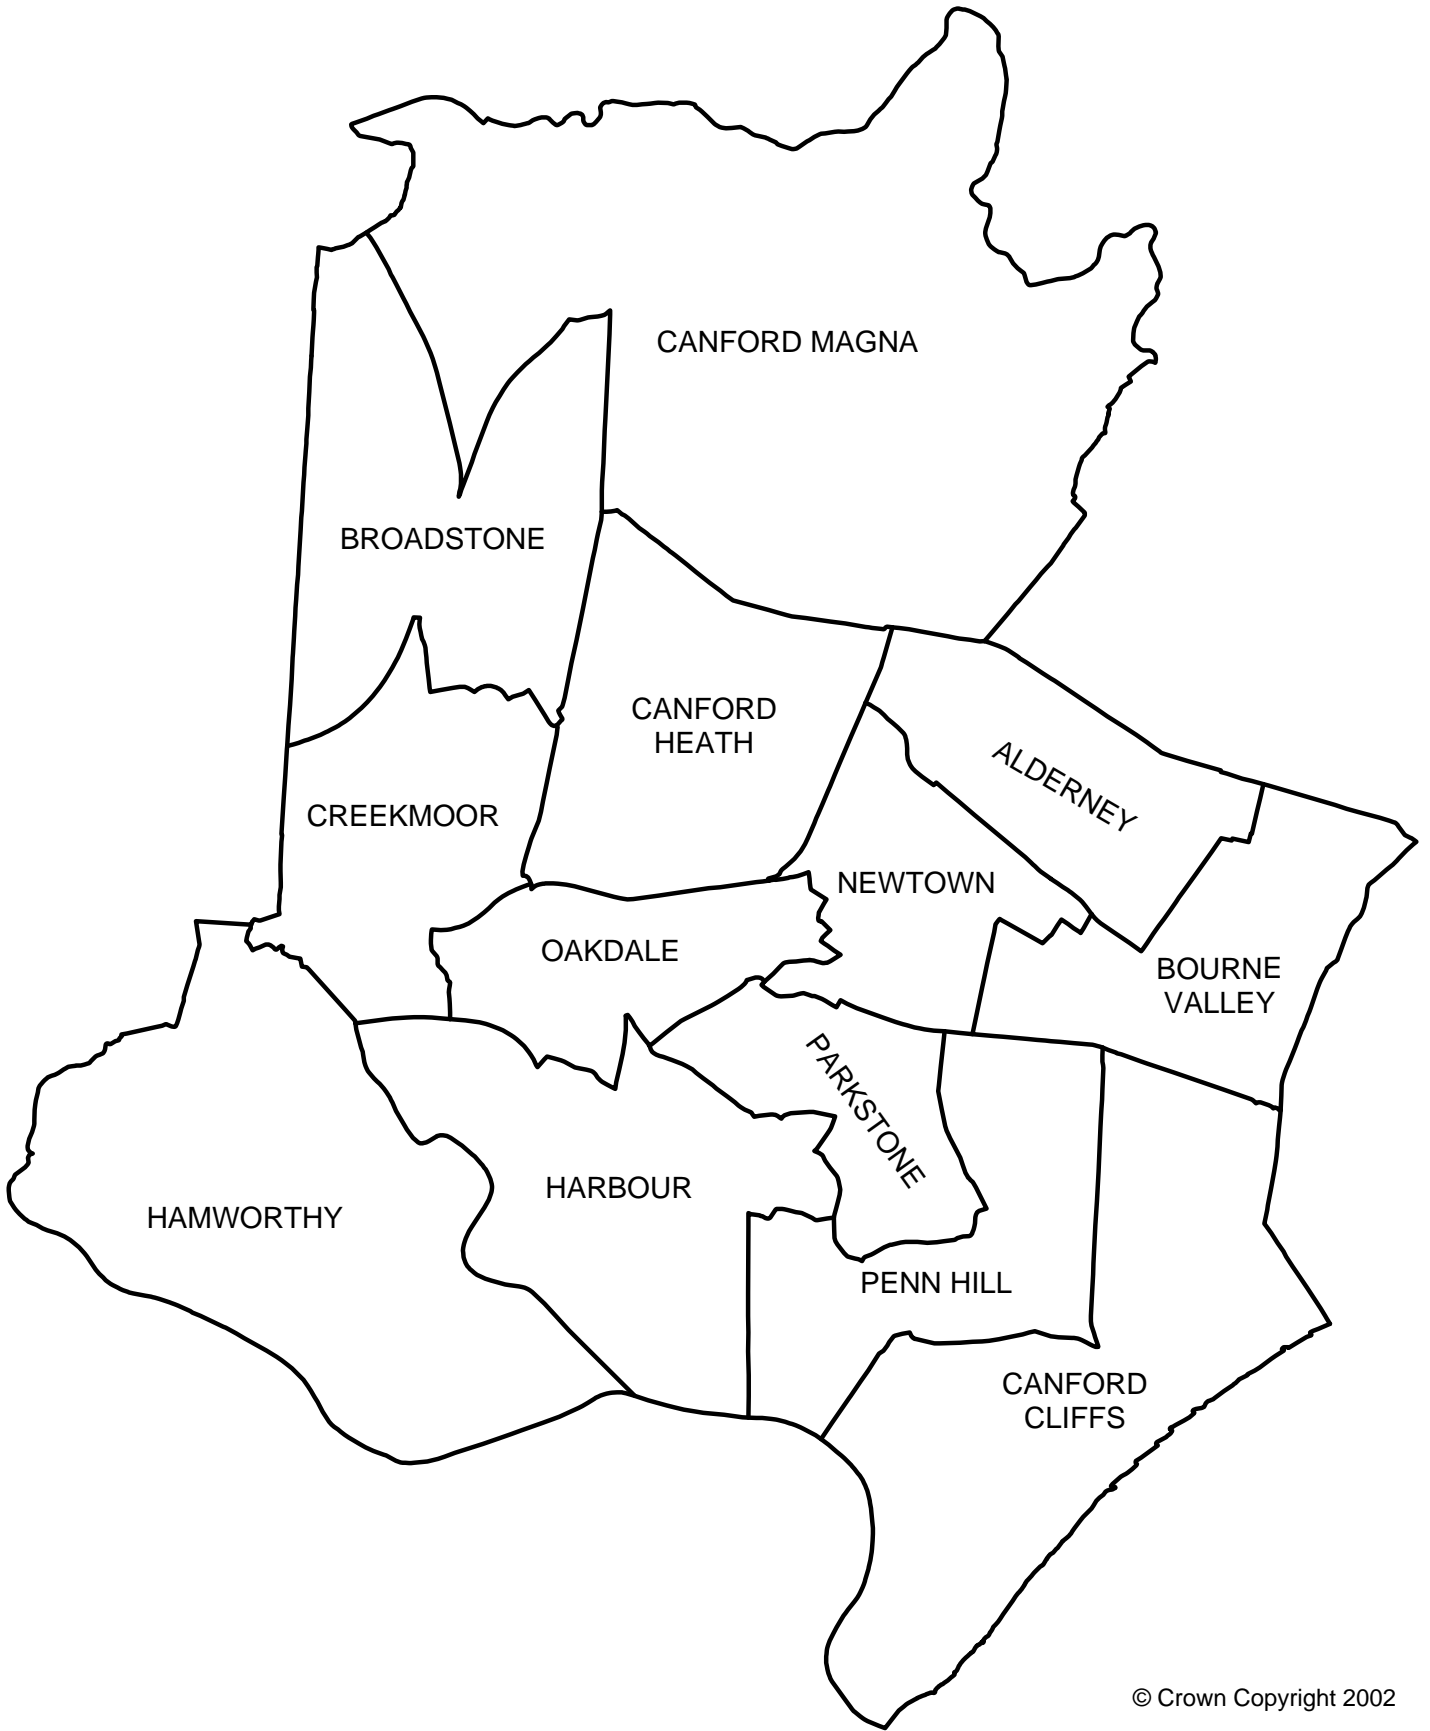 CANFORD MAGNA
BROADSTONE
CANFORD
HEATH
ALDERNEY
CREEKMOOR
NEWTOWN
OAKDALE
BOURNE
VALLEY
PARKSTONE
HARBOUR
HAMWORTHY
PENN HILL
CANFORD
CLIFFS
© Crown Copyright 2002